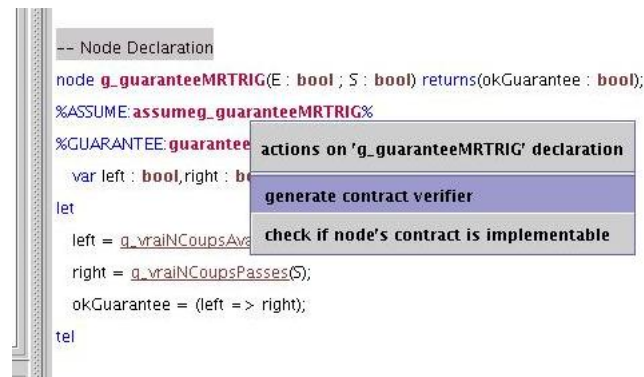 -- Node Declaration
node g_guaranteeMRTRIG(E : bool ; S : bool) returns(okGuarantee : bool);
%ASSUME:assumeg_guaranteeMRTRIG%
%GUARANTEE:guarantee
actions on 'g_guaranteeMRTRIG' declaration
var left : bool,right : b
generate contract verifier
let
left = g_vraiNCoupsAva
check if node's contract is implementable
right = g_vraiNCoupsPasses(S);
okGuarantee = (left => right);
tel